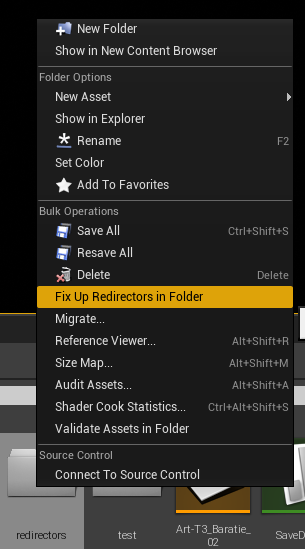 New Folder
Show in New Content Browser
Folder Options
New Asset
Show in Explorer
Rename F2
Set Color
Add To Favorites
Bulk Operations
Save All Ctrl+Shift+S
Resave All
Delete Delete
Fix Up Redirectors in Folder
Migrate...
Reference Viewer... Alt+Shift+R
Size Map... Alt+Shift+M
Audit Assets... Alt+Shift+A
Shader Cook Statistics... Ctrl+Alt+Shift+S
Validate Assets in Folder
Source Control
Connect To Source Control
redirectors test Art-T3_Baratie_ SaveD
02